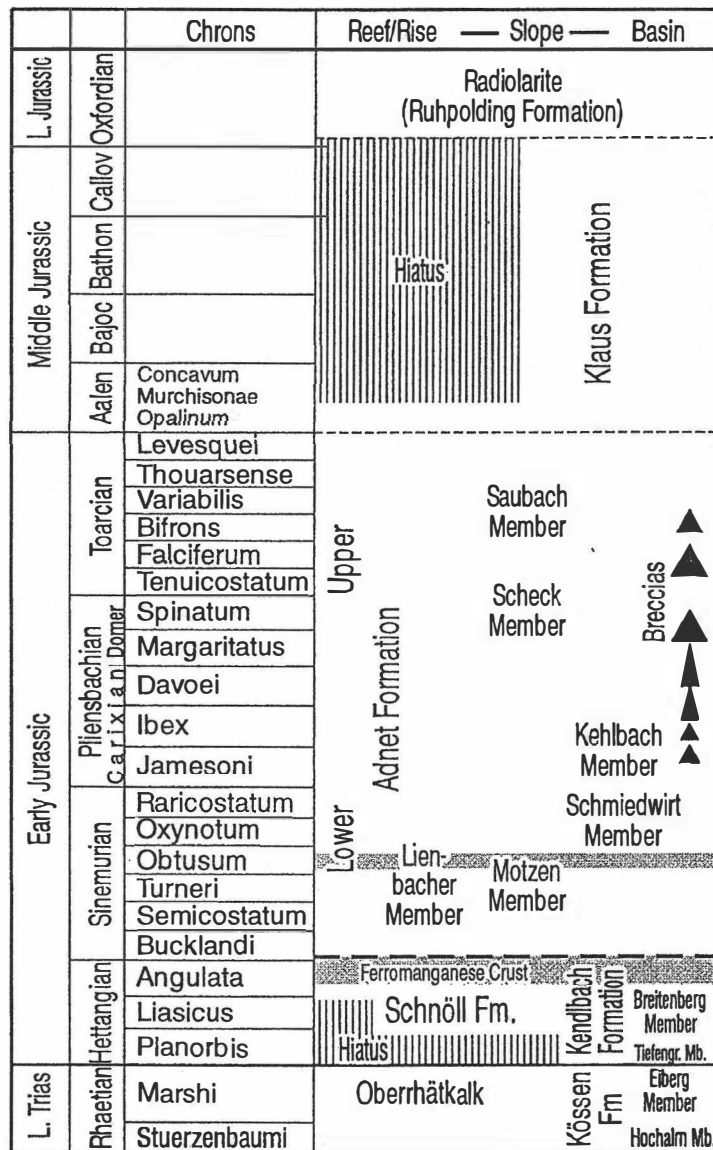 Chrons
Reef/Rise — Slope — Basin
L. Jurassic
Oxfordian
Radiolarite
(Ruhpolding Formation)
Middle Jurassic
Callov
Bathon
Bajoc
Aalen
Concavum
Murchisonae
Opalinum
Hiatus
Klaus Formation
Early Jurassic
Toarcian
Levesquei
Thouarsense
Variabilis
Bifrons
Falciferum
Tenuicostatum
Pliensbachian
Carixian Domer
Spinatum
Margaritatus
Davoei
Ibex
Jamesoni
Sinemurian
Raricostatum
Oxynotum
Obtusum
Turneri
Semicostatum
Bucklandi
Hettangian
Angulata
Liasicus
Planorbis
Upper
Adnet Formation
Lower
Saubach
Member
Scheck
Member
Breccias
Kehlbach
Member
Schmiedwirt
Member
Lien-
bacher
Member
Motzen
Member
Ferromanganese Crust
Schnöll Fm.
Hiatus
Kendlbach
Formation
Breitenberg
Member
Tiefengr. Mb.
L. Trias
Rhaetian
Marshi
Stuerzenbaumi
Oberrhätkalk
Kössen
Fm
Eiberg
Member
Hochalm Mb.